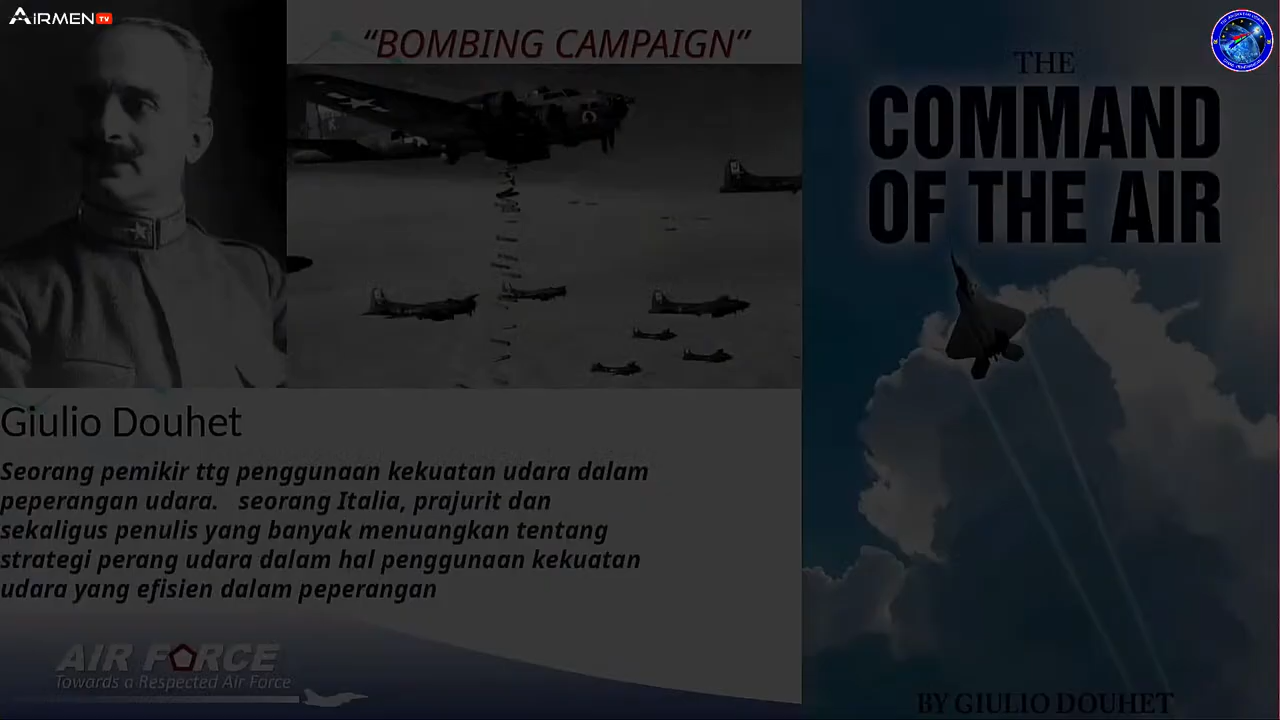 AIRMEN TV
“BOMBING CAMPAIGN”
THE
COMMAND
OF THE AIR
Giulio Douhet
Seorang pemikir ttg penggunaan kekuatan udara dalam
peperangan udara. seorang Italia, prajurit dan
sekaligus penulis yang banyak menuangkan tentang
strategi perang udara dalam hal penggunaan kekuatan
udara yang efisien dalam peperangan
AIR FORCE
Towards a Respected Air Force
BY GIULIO DOUHET